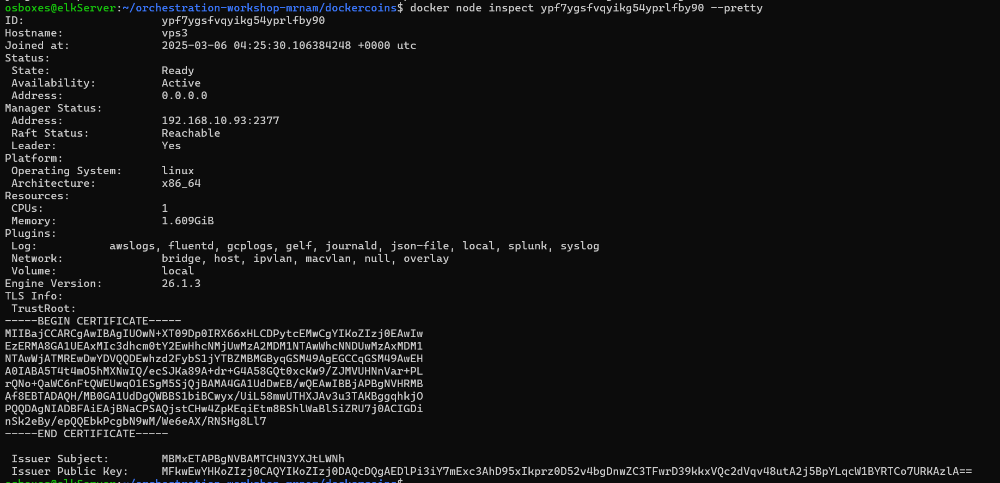 osboxes@elkServer:~/orchestration-workshop-mrnam/dockercoins$ docker node inspect ypf7ygsfvqyikg54yprlfby90 --pretty
ID: ypf7ygsfvqyikg54yprlfby90
Hostname: vps3
Joined at: 2025-03-06 04:25:30.106384248 +0000 utc
Status:
State: Ready
Availability: Active
Address: 0.0.0.0
Manager Status:
Address: 192.168.10.93:2377
Raft Status: Reachable
Leader: Yes
Platform:
Operating System: linux
Architecture: x86_64
Resources:
CPUs: 1
Memory: 1.609GiB
Plugins:
Log: awslogs, fluentd, gcplogs, gelf, journald, json-file, local, splunk, syslog
Network: bridge, host, ipvlan, macvlan, null, overlay
Volume: local
Engine Version: 26.1.3
TLS Info:
TrustRoot:
-----BEGIN CERTIFICATE-----
MIIBajCCARCgAwIBAgIUOwN+XT09Dp0IRX66xHLCDPytcEMwCgYIKoZIzj0EAwIw
EzERMA8GA1UEAxMIc3dhcm0tY2EwHhcNMjUwMzA2MDM1NTAwWhcNNDUwMzAxMDM1
NTAwWjATMREwDwYDVQQDEwhzd2FybS1jYTBZMBMGByqGSM49AgEGCCqGSM49AwEH
A0IABA5T4t4mO5hMXNwIQ/ecSJKa89A+dr+G4A58GQt0xcKw9/ZJMVUHNnVar+PL
rQNo+QaWC6nFtQWEUwqO1ESgM5SjQjBAMA4GA1UdDwEB/wQEAwIBBjAPBgNVHRMB
Af8EBTADAQH/MB0GA1UdDgQWBBS1biBCwyx/UiL58mwUTHXJAv3u3TAKBggqhkjO
PQQDAgNIADBFAiEAjBNaCPSAQjstCHw4ZpKEqiEtm8BShlWaBlSiZRU7j0ACIGDi
nSk2eBy/epQQEbkPcgbN9wM/We6eAX/RNSHg8Ll7
-----END CERTIFICATE-----
Issuer Subject: MBMxETAPBgNVBAMTCHN3YXJtLWNh
Issuer Public Key: MFkwEwYHKoZIzj0CAQYIKoZIzj0DAQcDQgAEDlPi3iY7mExc3AhD95xIkprz0D52v4bgDnwZC3TFwrD39kkxVQc2dVqv48utA2j5BpYLqcW1BYRTCo7URKAzlA==
osboxes@elkServer:~/orchestration-workshop-mrnam/dockercoins$